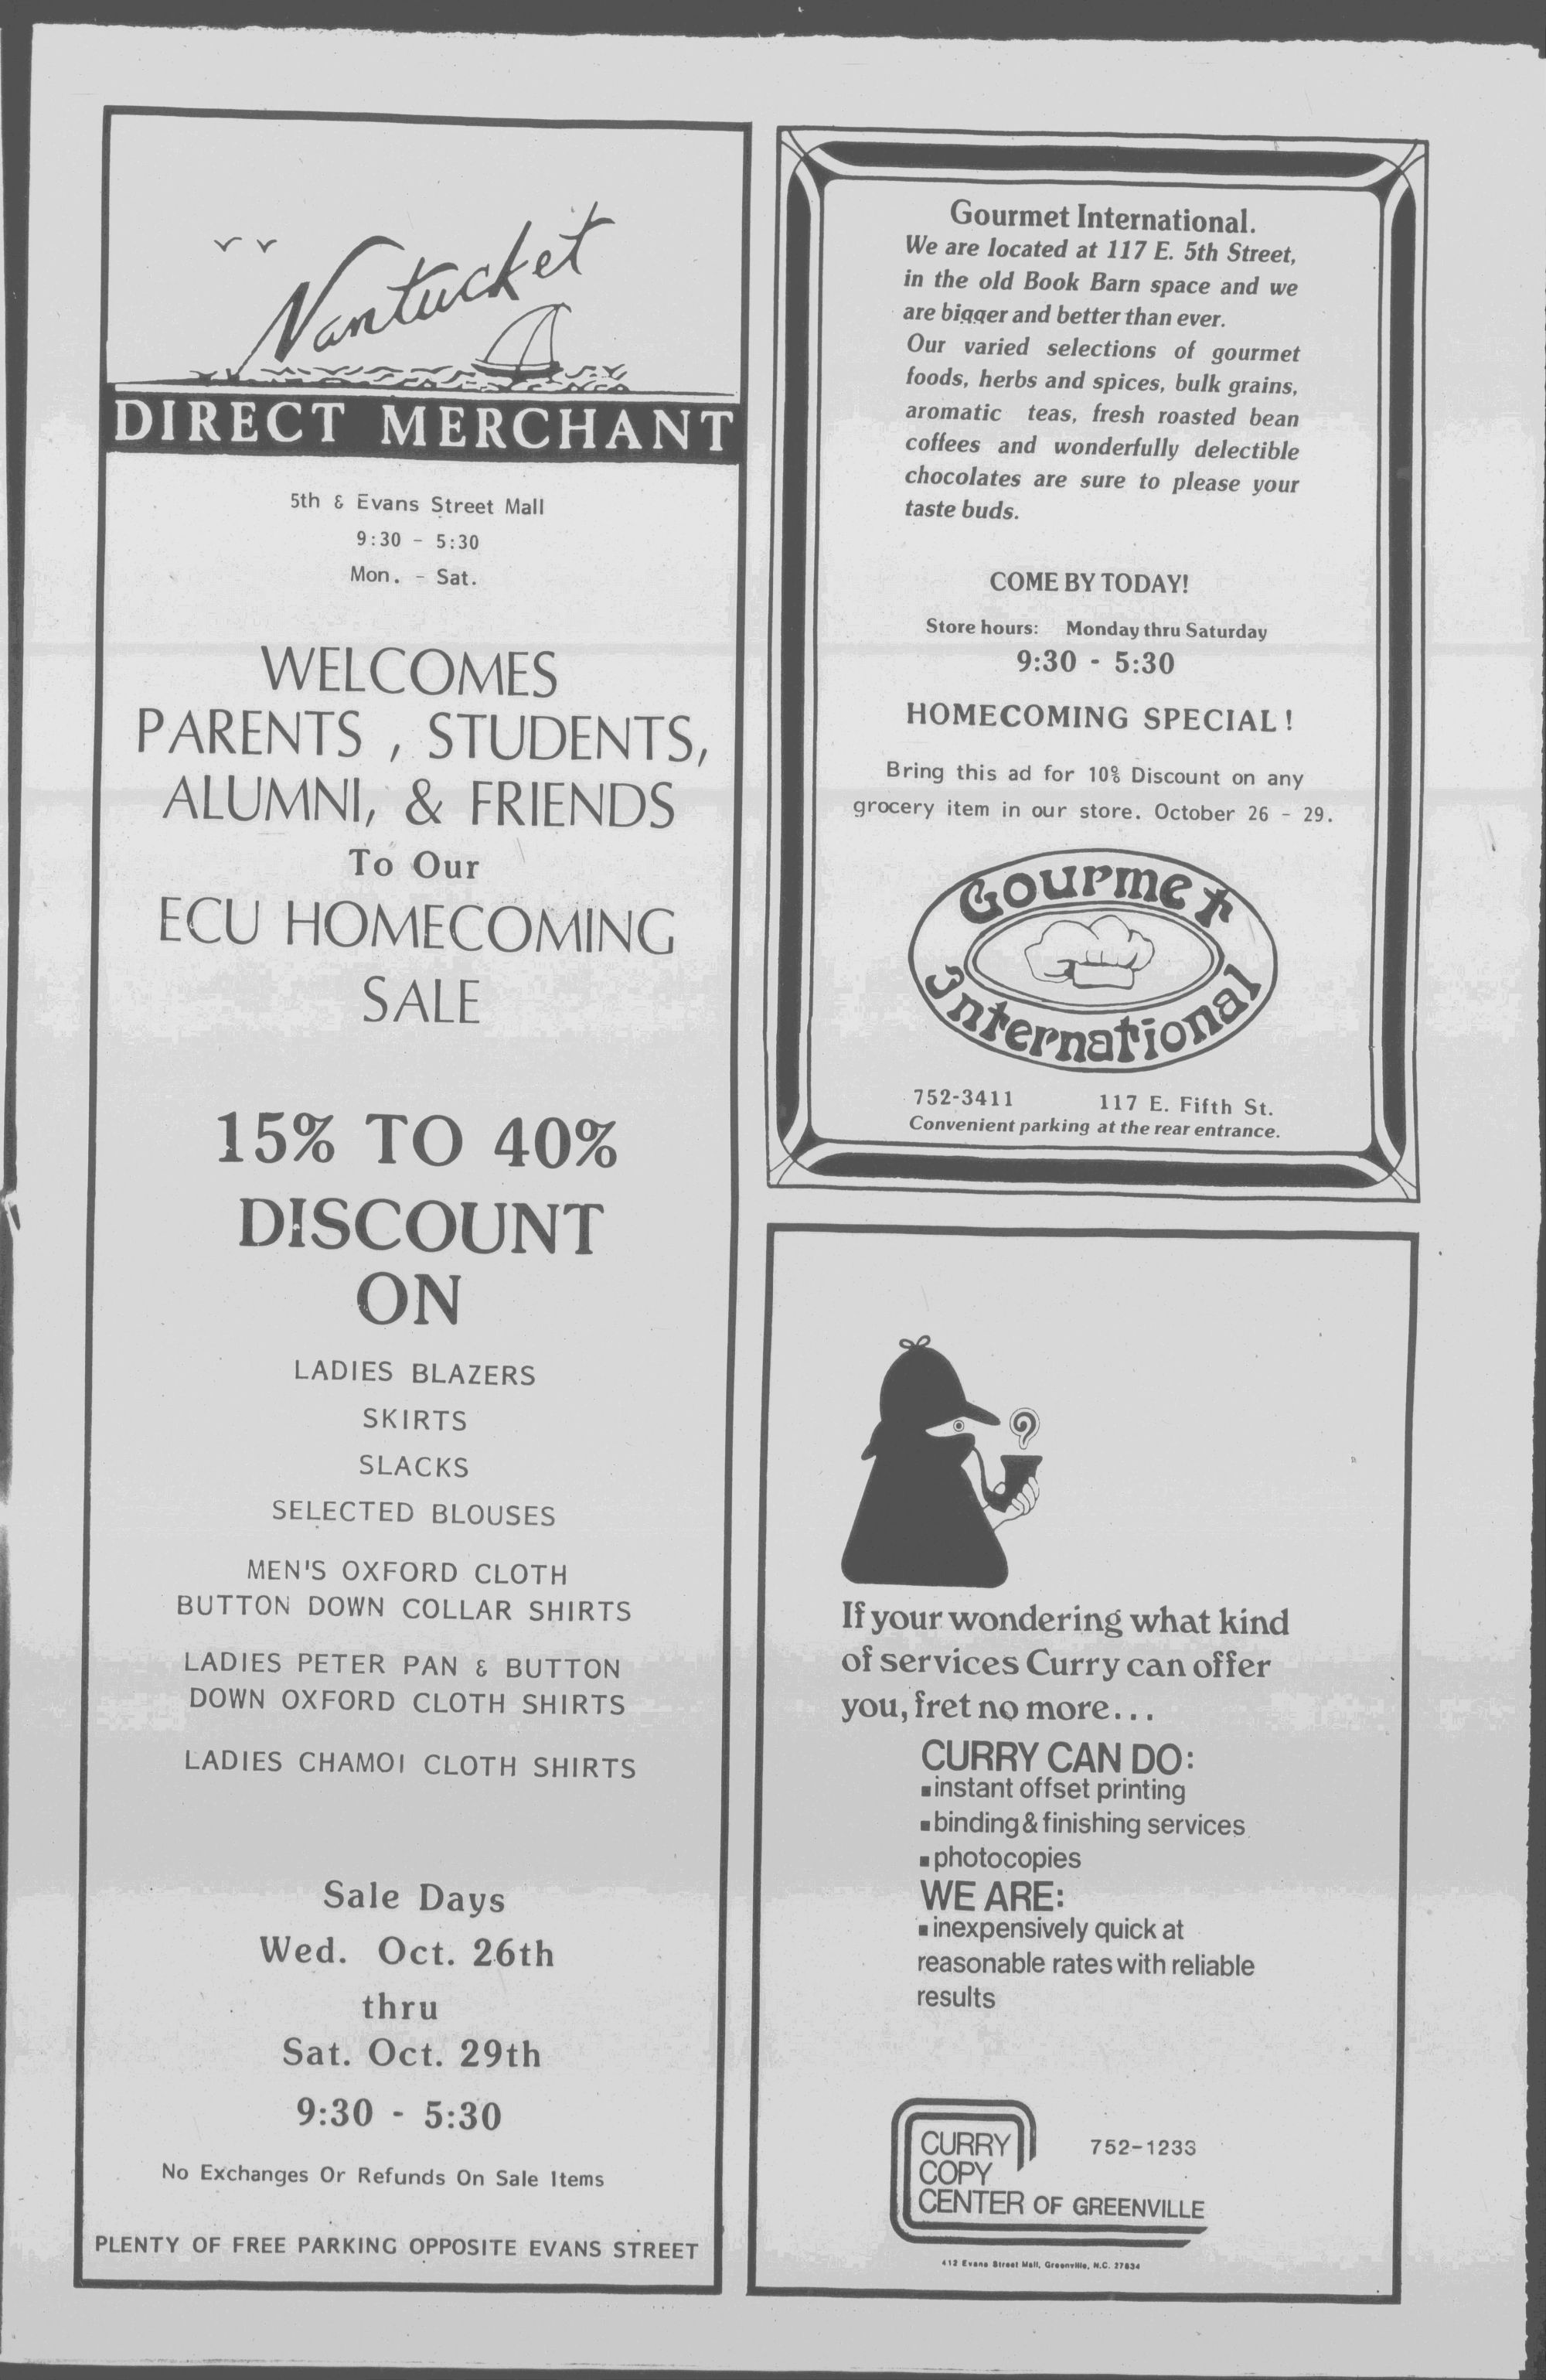 Nantucket
DIRECT MERCHANT
5th & Evans Street Mall
9:30 - 5:30
Mon. - Sat.
WELCOMES
PARENTS , STUDENTS,
ALUMNI, & FRIENDS
To Our
ECU HOMECOMING
SALE
15% TO 40%
DISCOUNT
ON
LADIES BLAZERS
SKIRTS
SLACKS
SELECTED BLOUSES
MEN'S OXFORD CLOTH
BUTTON DOWN COLLAR SHIRTS
LADIES PETER PAN & BUTTON
DOWN OXFORD CLOTH SHIRTS
LADIES CHAMOI CLOTH SHIRTS
Sale Days
Wed. Oct. 26th
thru
Sat. Oct. 29th
9:30 - 5:30
No Exchanges Or Refunds On Sale Items
PLENTY OF FREE PARKING OPPOSITE EVANS STREET
Gourmet International.
We are located at 117 E. 5th Street,
in the old Book Barn space and we
are bigger and better than ever.
Our varied selections of gourmet
foods, herbs and spices, bulk grains,
aromatic teas, fresh roasted bean
coffees and wonderfully delectible
chocolates are sure to please your
taste buds.
COME BY TODAY!
Store hours: Monday thru Saturday
9:30 - 5:30
HOMECOMING SPECIAL!
Bring this ad for 10% Discount on any
grocery item in our store. October 26 - 29.
Gourmet
International
752-3411 117 E. Fifth St.
Convenient parking at the rear entrance.
If your wondering what kind
of services Curry can offer
you, fret no more...
CURRY CAN DO:
▪instant offset printing
▪binding & finishing services
▪photocopies
WE ARE:
▪inexpensively quick at
reasonable rates with reliable
results
CURRY
COPY
CENTER OF GREENVILLE
752-1233
412 Evans Street Mall, Greenville, N.C. 27834